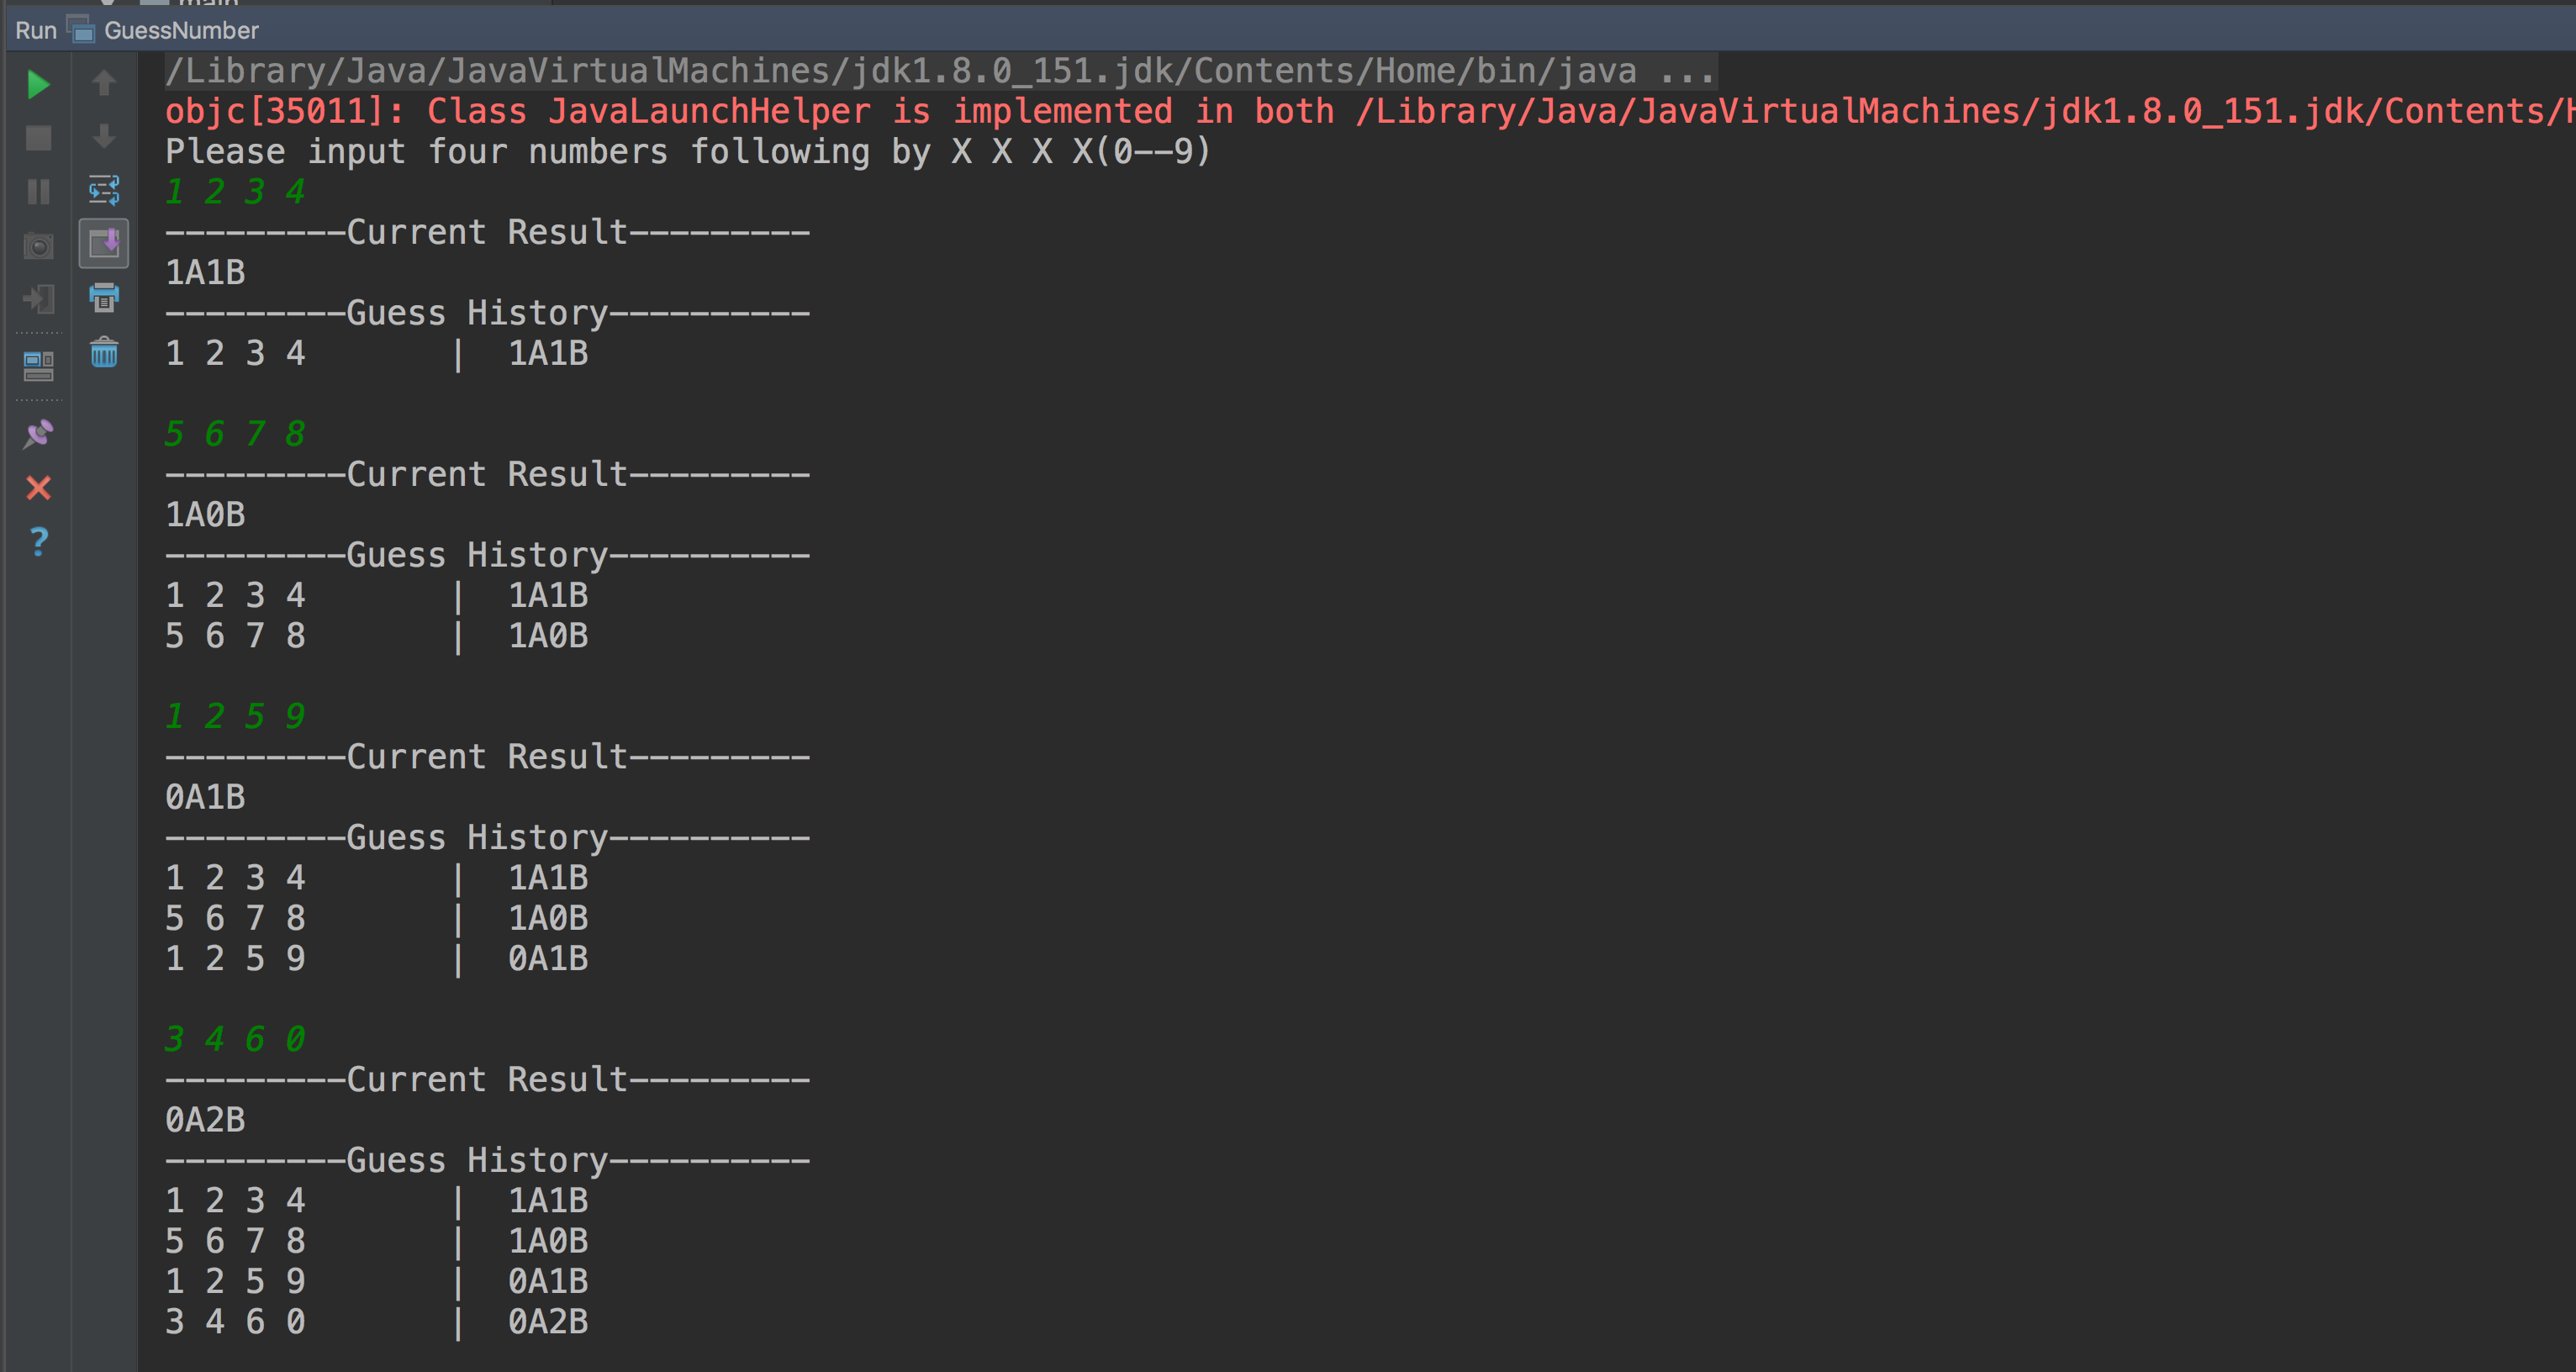 main
Run GuessNumber
/Library/Java/JavaVirtualMachines/jdk1.8.0_151.jdk/Contents/Home/bin/java ...
objc[35011]: Class JavaLaunchHelper is implemented in both /Library/Java/JavaVirtualMachines/jdk1.8.0_151.jdk/Contents/H
Please input four numbers following by X X X X(0--9)
1 2 3 4
---------Current Result---------
1A1B
---------Guess History----------
1 2 3 4 | 1A1B
5 6 7 8
---------Current Result---------
1A0B
---------Guess History----------
1 2 3 4 | 1A1B
5 6 7 8 | 1A0B
1 2 5 9
---------Current Result---------
0A1B
---------Guess History----------
1 2 3 4 | 1A1B
5 6 7 8 | 1A0B
1 2 5 9 | 0A1B
3 4 6 0
---------Current Result---------
0A2B
---------Guess History----------
1 2 3 4 | 1A1B
5 6 7 8 | 1A0B
1 2 5 9 | 0A1B
3 4 6 0 | 0A2B